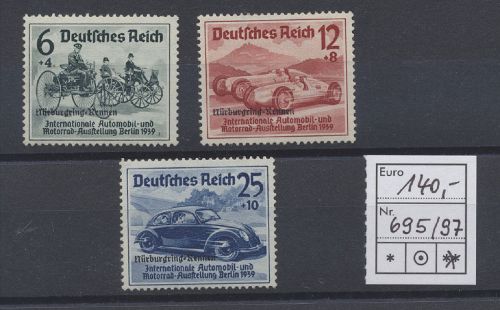 6
+4
Deutsches Reich
Nürburgring-Rennen
Internationale Automobil-und
Motorrad-Ausstellung Berlin 1939
Deutsches Reich
12
+8
Nürburgring-Rennen
Internationale Automobil-und
Motorrad-Ausstellung Berlin 1939
Deutsches Reich
25
+10
Nürburgring-Rennen
Internationale Automobil-und
Motorrad-Ausstellung Berlin 1939
Euro
140,-
Nr.
695/97
* ⊙ **